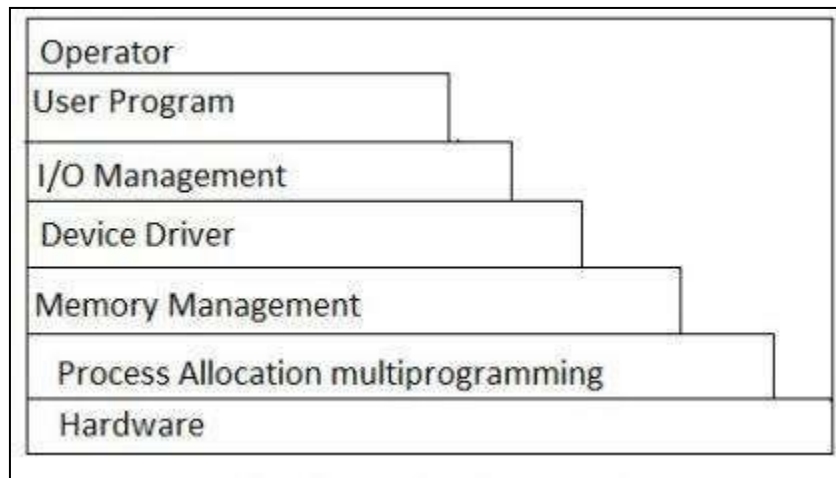 Operator
User Program
I/O Management
Device Driver
Memory Management
Process Allocation multiprogramming
Hardware